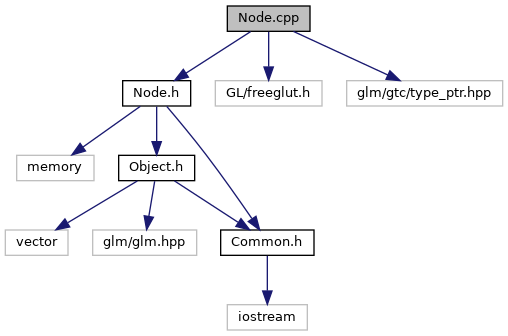 Node.cpp
Node.h
GL/freeglut.h
glm/gtc/type_ptr.hpp
memory
Object.h
vector
glm/glm.hpp
Common.h
iostream